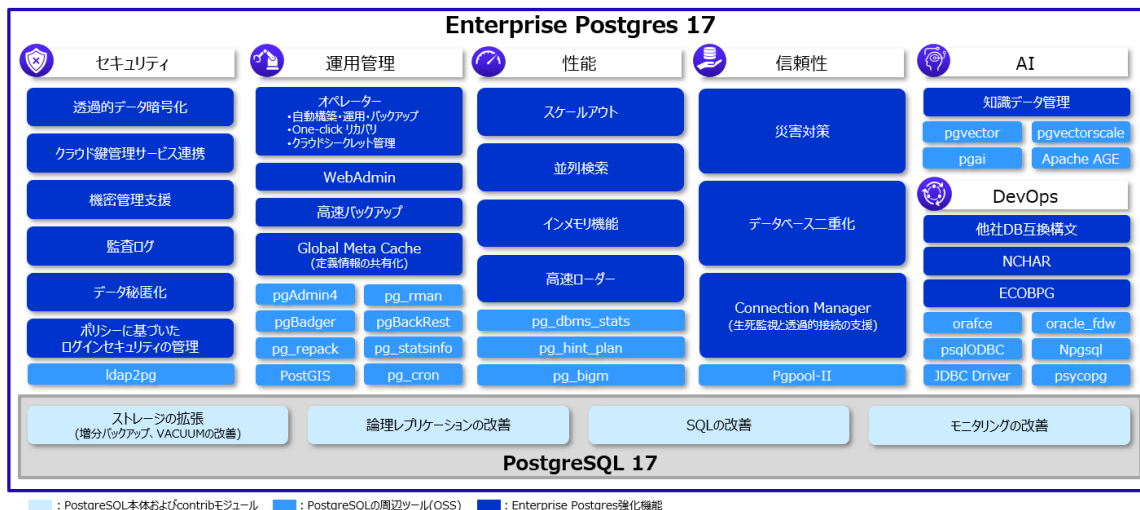 Enterprise Postgres 17
セキュリティ
透過的データ暗号化
クラウド鍵管理サービス連携
機密管理支援
監査ログ
データ秘匿化
ポリシーに基づいた
ログインセキュリティの管理
ldap2pg
運用管理
オペレーター
・自動構築・運用・バックアップ
・One-click リカバリ
・クラウドシークレット管理
WebAdmin
高速バックアップ
Global Meta Cache
(定義情報の共有化)
pgAdmin4
pg_rman
pgBadger
pgBackRest
pg_repack
pg_statsinfo
PostGIS
pg_cron
性能
スケールアウト
並列検索
インメモリ機能
高速ローダー
pg_dbms_stats
pg_hint_plan
pg_bigm
信頼性
災害対策
データベース二重化
Connection Manager
(生死監視と透過的接続の支援)
Pgpool-II
AI
知識データ管理
pgvector
pgvectorscale
pgai
Apache AGE
DevOps
他社DB互換構文
NCHAR
ECOBPG
orafce
oracle_fdw
psqlODBC
Npgsql
JDBC Driver
psycopg
ストレージの拡張
(増分バックアップ、VACUUMの改善)
論理レプリケーションの改善
SQLの改善
モニタリングの改善
PostgreSQL 17
：PostgreSQL本体およびcontribモジュール
：PostgreSQLの周辺ツール(OSS)
：Enterprise Postgres強化機能